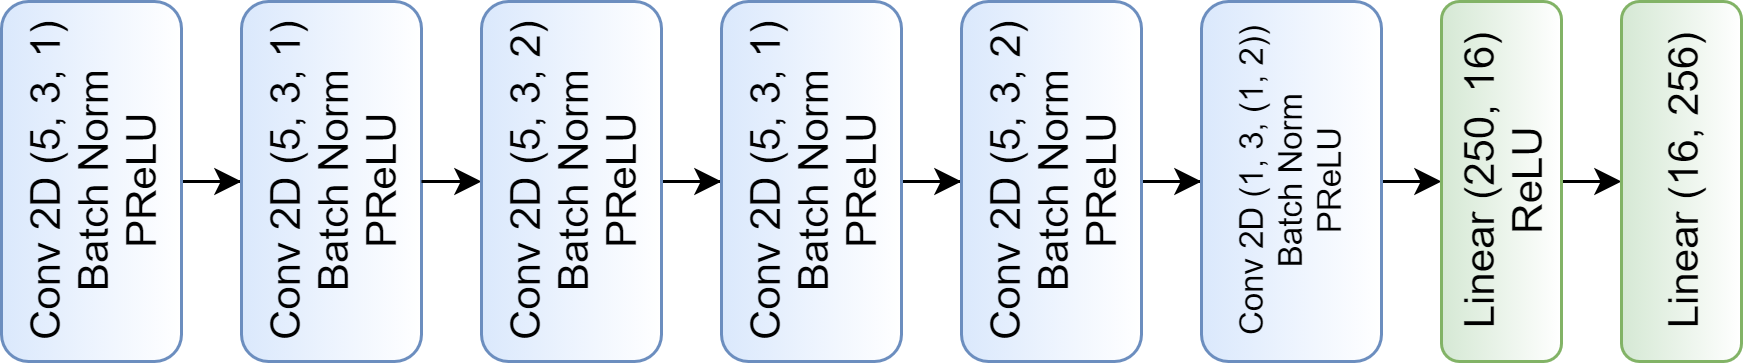 Conv 2D (5, 3, 1)
Batch Norm
PReLU
Conv 2D (5, 3, 1)
Batch Norm
PReLU
Conv 2D (5, 3, 2)
Batch Norm
PReLU
Conv 2D (5, 3, 1)
Batch Norm
PReLU
Conv 2D (5, 3, 2)
Batch Norm
PReLU
Conv 2D (1, 3, (1, 2))
Batch Norm
PReLU
Linear (250, 16)
ReLU
Linear (16, 256)